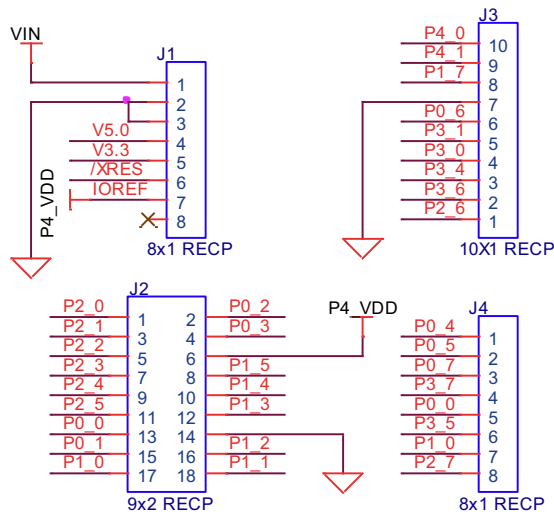 VIN
J1
1
2
3
V5.0 4
V3.3 5
/XRES 6
IOREF 7
8
P4_VDD
8x1 RECP
J3
P4_0 10
P4_1 9
P1_7 8
7
P0_6 6
P3_1 5
P3_0 4
P3_4 3
P3_6 2
P2_6 1
10X1 RECP
J2
P2_0 1 2 P0_2
P2_1 3 4 P0_3
P2_2 5 6
P2_3 7 8 P1_5
P2_4 9 10 P1_4
P2_5 11 12 P1_3
P0_0 13 14
P0_1 15 16 P1_2
P1_0 17 18 P1_1
9x2 RECP
P4_VDD
J4
P0_4 1
P0_5 2
P0_7 3
P3_7 4
P0_0 5
P3_5 6
P1_0 7
P2_7 8
8x1 RECP